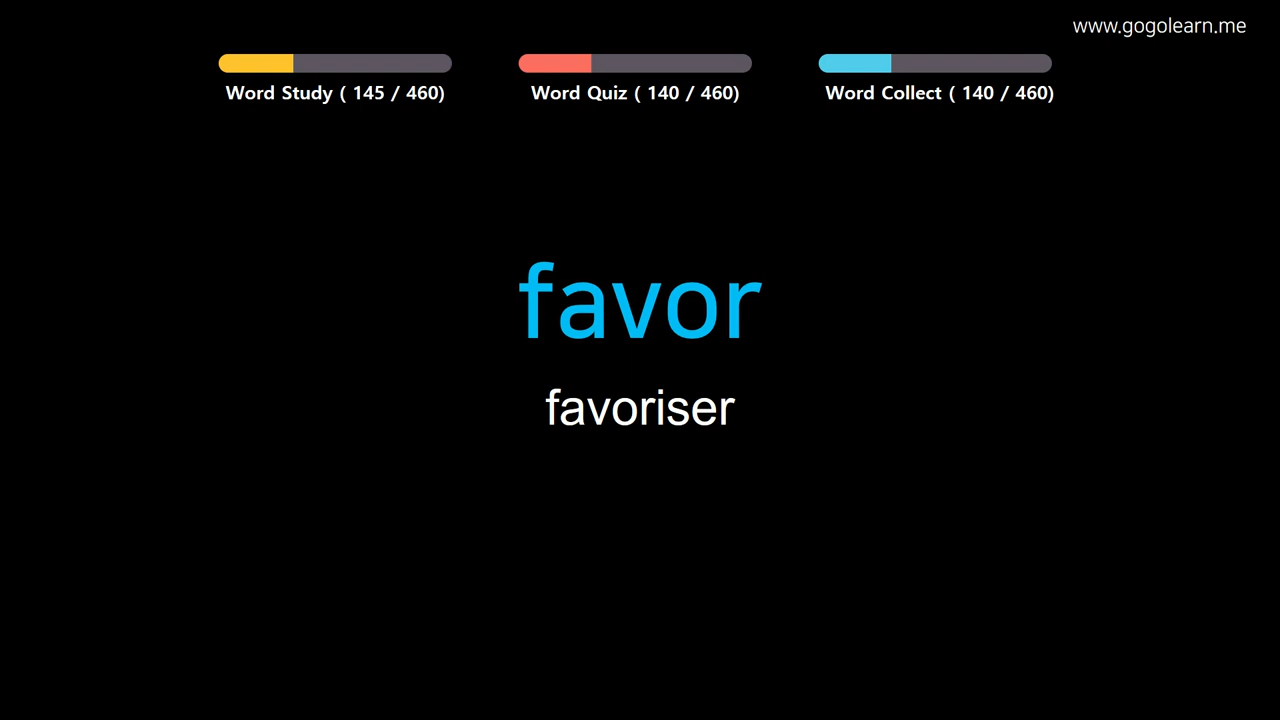 www.gogolearn.me
Word Study ( 145 / 460)
Word Quiz ( 140 / 460)
Word Collect ( 140 / 460)
favor
favoriser